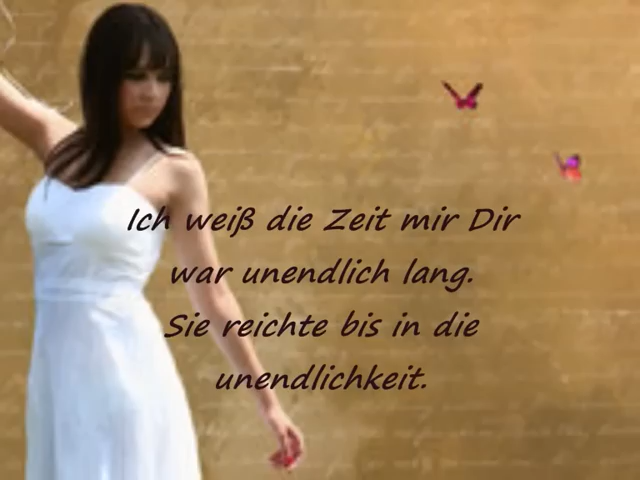 Ich weiß die Zeit mir Dir
war unendlich lang.
Sie reichte bis in die
unendlichkeit.